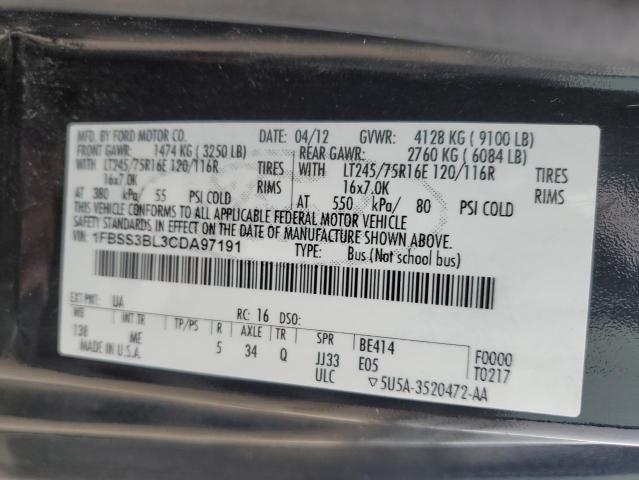 MFD. BY FORD MOTOR CO. DATE: 04/12 GVWR: 4128 KG ( 9100 LB)
FRONT GAWR: 1474 KG ( 3250 LB) REAR GAWR: 2760 KG ( 6084 LB)
WITH LT245/75R16E 120/116R TIRES WITH LT245/75R16E 120/116R TIRES
16x7.0K RIMS 16x7.0K RIMS
AT 380 kPa/ 55 PSI COLD AT 550 kPa/ 80 PSI COLD
THIS VEHICLE CONFORMS TO ALL APPLICABLE FEDERAL MOTOR VEHICLE
SAFETY STANDARDS IN EFFECT ON THE DATE OF MANUFACTURE SHOWN ABOVE.
VIN: 1FBSS3BL3CDA97191 TYPE: Bus (Not school bus)
EXT PNT: UA RC: 16 DSO:
WB INT TR TP/PS R AXLE TR SPR BE414 F0000
138 ME 5 34 Q JJ33 E05 T0217
MADE IN U.S.A. ULC ▽5U5A-3520472-AA